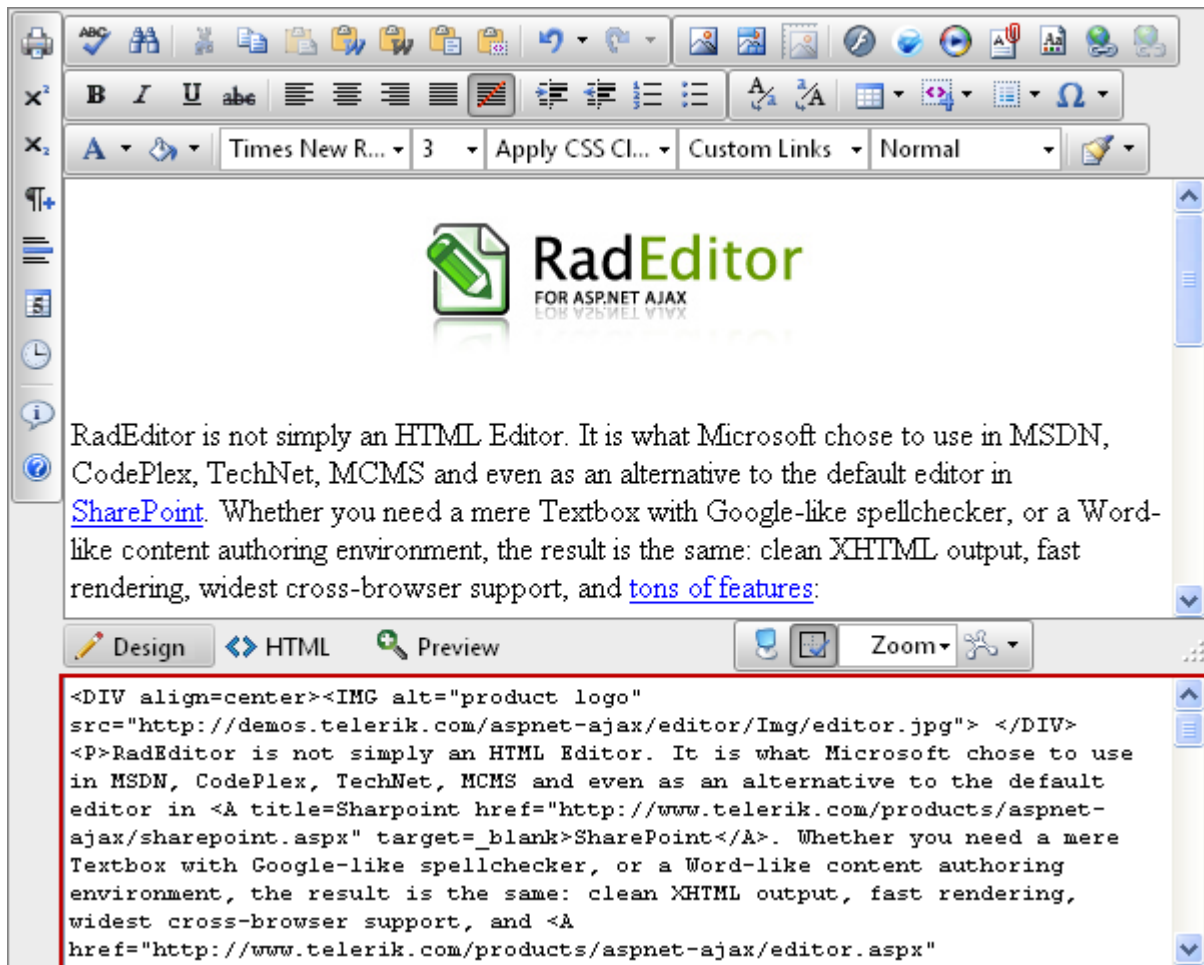 ABC
B I U abc
A Times New R... 3 Apply CSS Cl... Custom Links Normal
RadEditor
FOR ASP.NET AJAX
RadEditor is not simply an HTML Editor. It is what Microsoft chose to use in MSDN,
CodePlex, TechNet, MCMS and even as an alternative to the default editor in
SharePoint. Whether you need a mere Textbox with Google-like spellchecker, or a Word-
like content authoring environment, the result is the same: clean XHTML output, fast
rendering, widest cross-browser support, and tons of features:
Design HTML Preview Zoom
<DIV align=center><IMG alt="product logo"
src="http://demos.telerik.com/aspnet-ajax/editor/Img/editor.jpg"> </DIV>
<P>RadEditor is not simply an HTML Editor. It is what Microsoft chose to use
in MSDN, CodePlex, TechNet, MCMS and even as an alternative to the default
editor in <A title=Sharpoint href="http://www.telerik.com/products/aspnet-
ajax/sharepoint.aspx" target=_blank>SharePoint</A>. Whether you need a mere
Textbox with Google-like spellchecker, or a Word-like content authoring
environment, the result is the same: clean XHTML output, fast rendering,
widest cross-browser support, and <A
href="http://www.telerik.com/products/aspnet-ajax/editor.aspx"